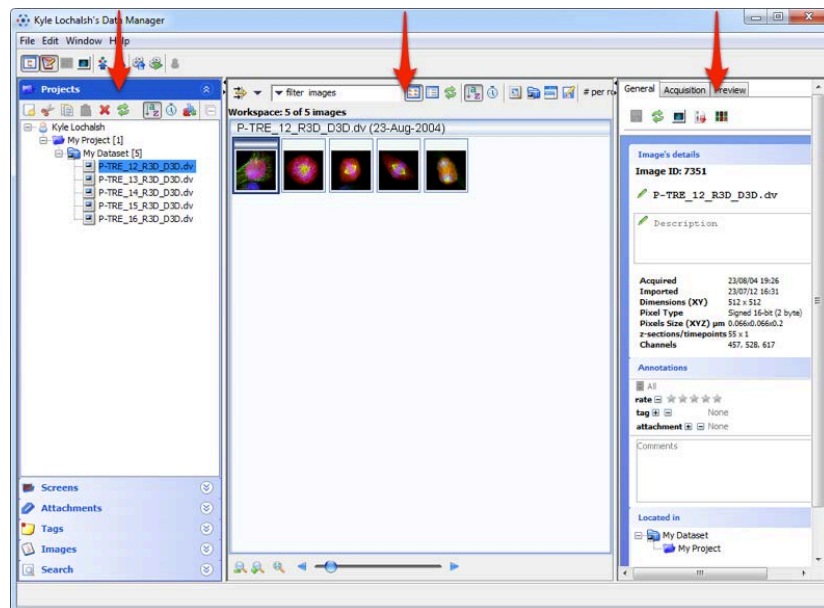 Kyle Lochalsh's Data Manager
File Edit Window Help
Projects
Kyle Lochalsh
My Project [1]
My Dataset [5]
P-TRE_12_R3D_D3D.dv
P-TRE_13_R3D_D3D.dv
P-TRE_14_R3D_D3D.dv
P-TRE_15_R3D_D3D.dv
P-TRE_16_R3D_D3D.dv
Screens
Attachments
Tags
Images
Search
filter images
# per ro
Workspace: 5 of 5 images
P-TRE_12_R3D_D3D.dv (23-Aug-2004)
General Acquisition Preview
Image's details
Image ID: 7351
P-TRE_12_R3D_D3D.dv
Description
Acquired 23/08/04 19:26
Imported 23/07/12 16:31
Dimensions (XY) 512 x 512
Pixel Type Signed 16-bit (2 byte)
Pixels Size (XYZ) µm 0.066x0.066x0.2
z-sections/timepoints 55 x 1
Channels 457, 528, 617
Annotations
All
rate
tag None
attachment None
Comments
Located in
My Dataset
My Project